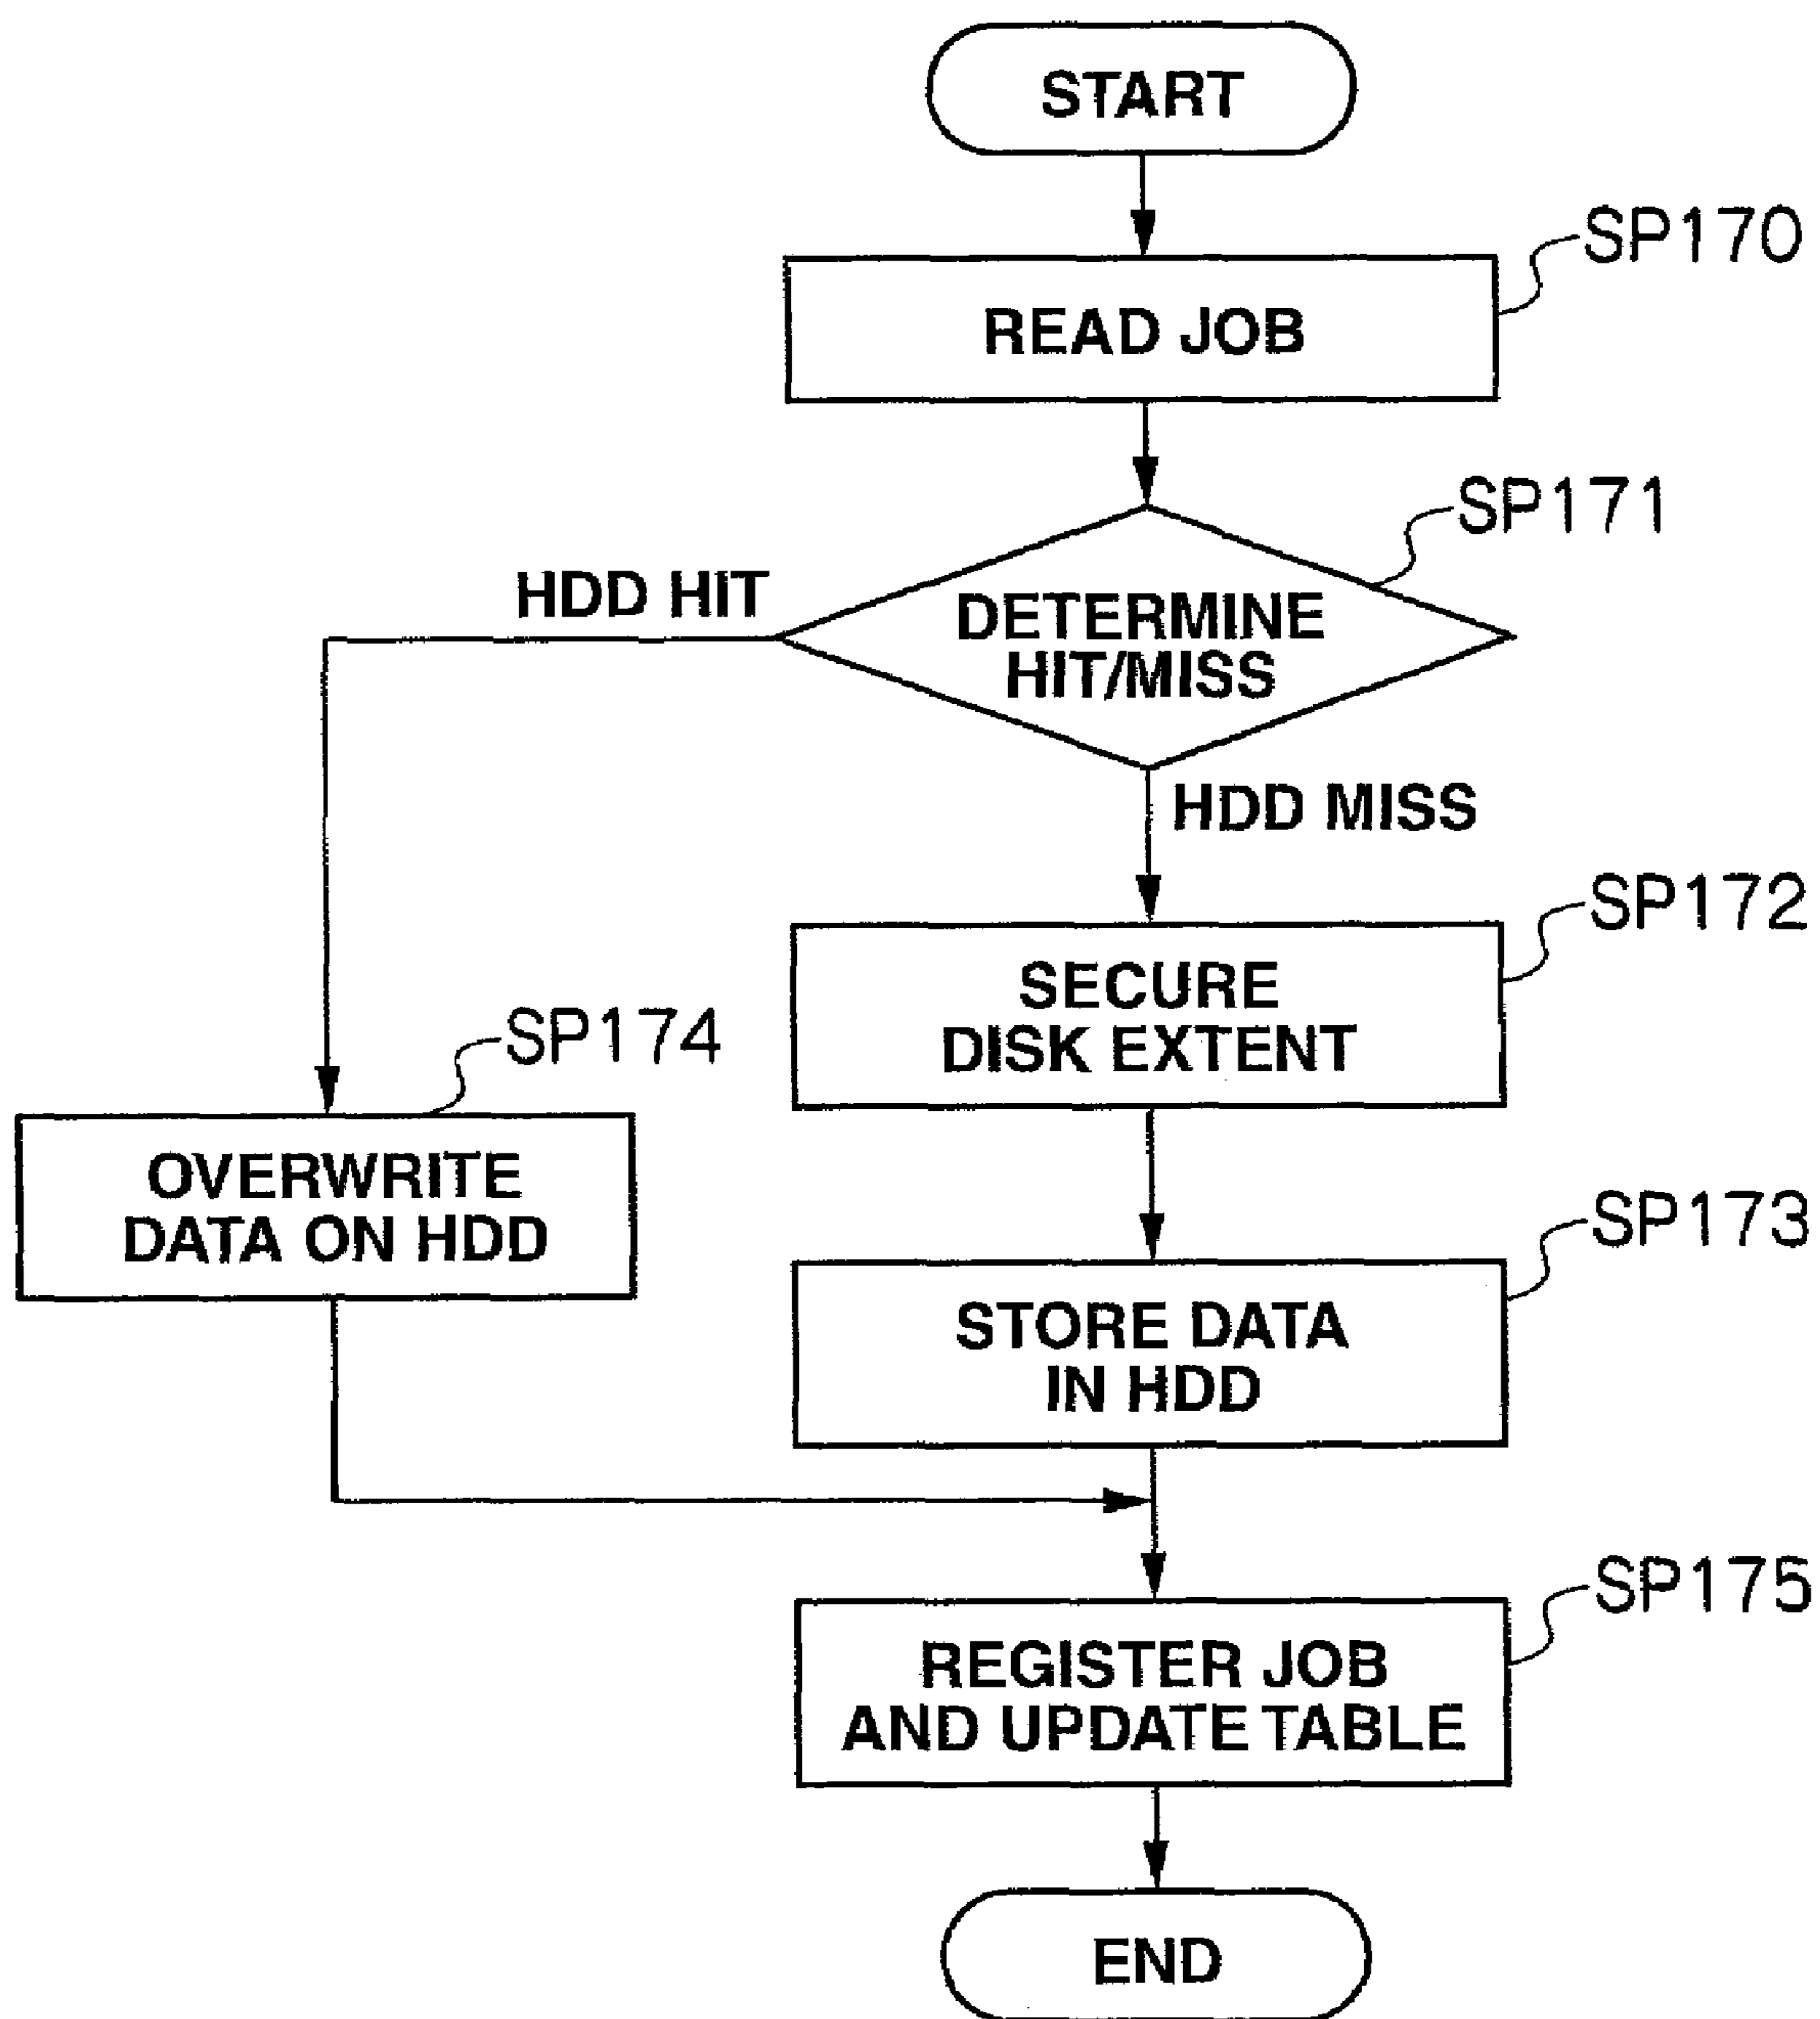 START
SP170
READ JOB
SP171
HDD HIT
DETERMINE
HIT/MISS
HDD MISS
SP172
SECURE
DISK EXTENT
SP174
OVERWRITE
DATA ON HDD
SP173
STORE DATA
IN HDD
SP175
REGISTER JOB
AND UPDATE TABLE
END